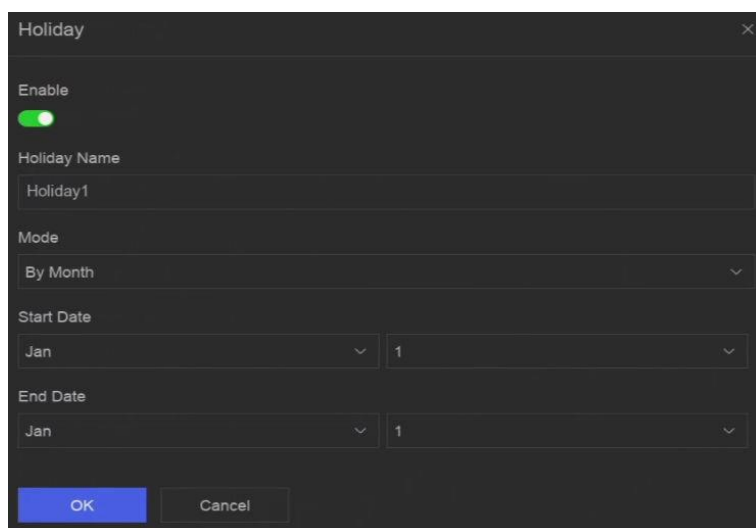 Holiday
Enable
Holiday Name
Holiday1
Mode
By Month
Start Date
Jan 1
End Date
Jan 1
OK Cancel